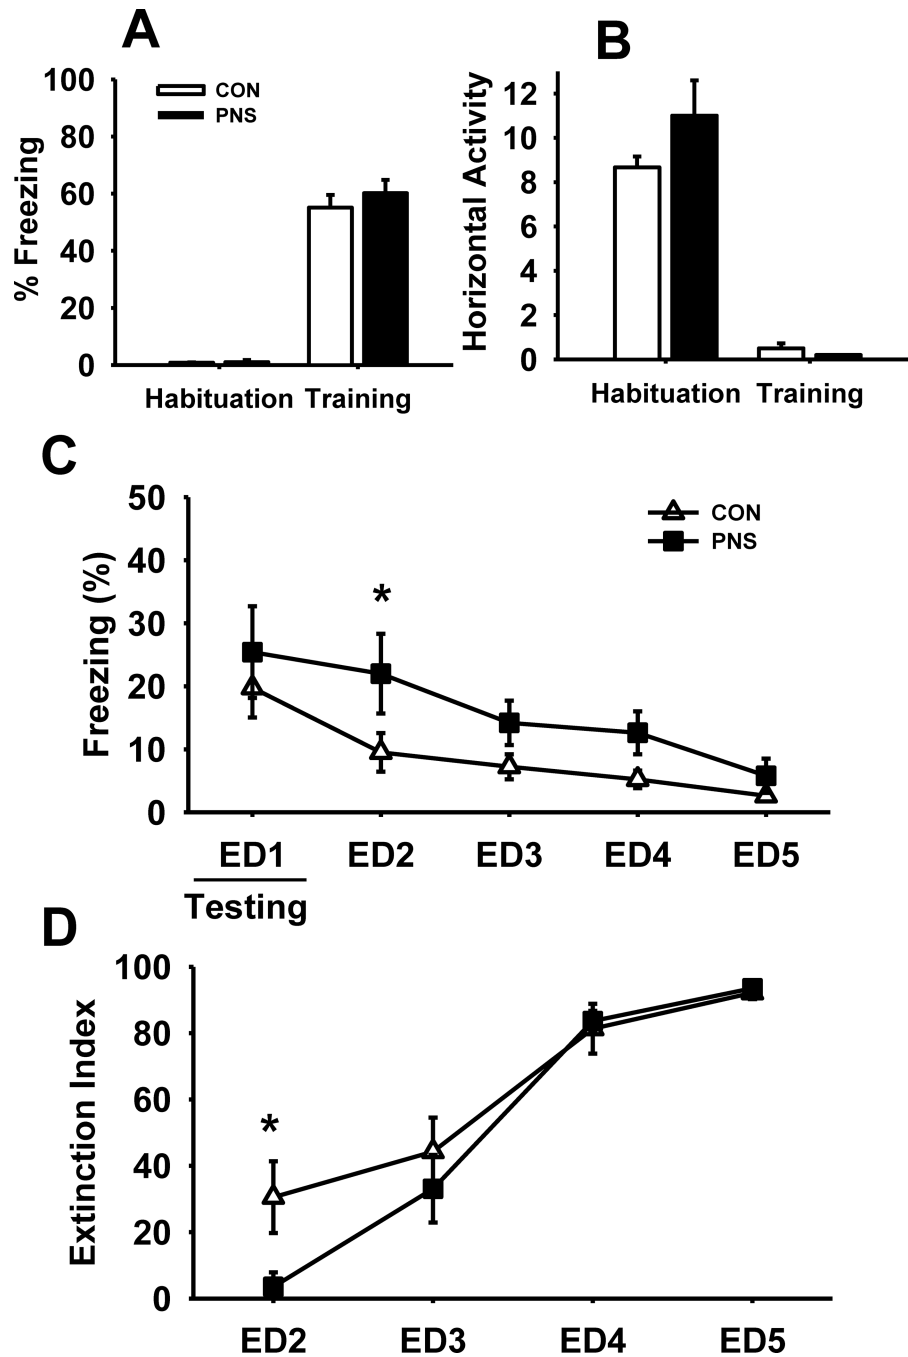 A
% Freezing
100
80
60
40
20
0
CON
PNS
Habituation Training
B
Horizontal Activity
12
10
8
6
4
2
0
Habituation Training
C
Freezing (%)
50
40
30
20
10
0
*
CON
PNS
ED1 ED2 ED3 ED4 ED5
Testing
D
Extinction Index
100
80
60
40
20
0
*
ED2 ED3 ED4 ED5